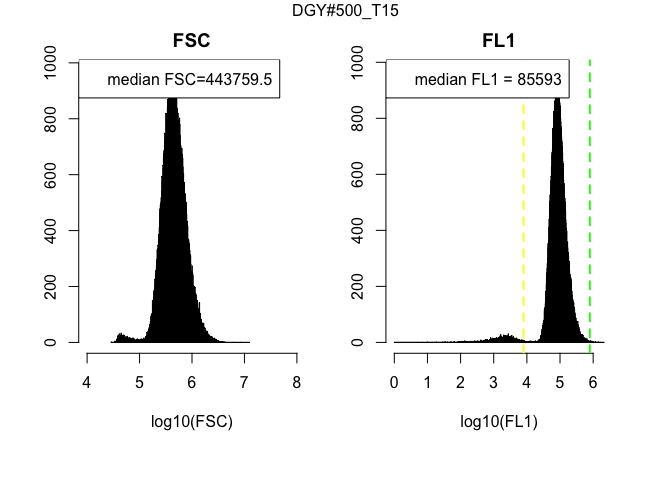 DGY#500_T15
FSC
median FSC=443759.5
1000
800
600
400
200
0
4 5 6 7 8
log10(FSC)
FL1
median FL1 = 85593
1000
800
600
400
200
0
0 1 2 3 4 5 6
log10(FL1)